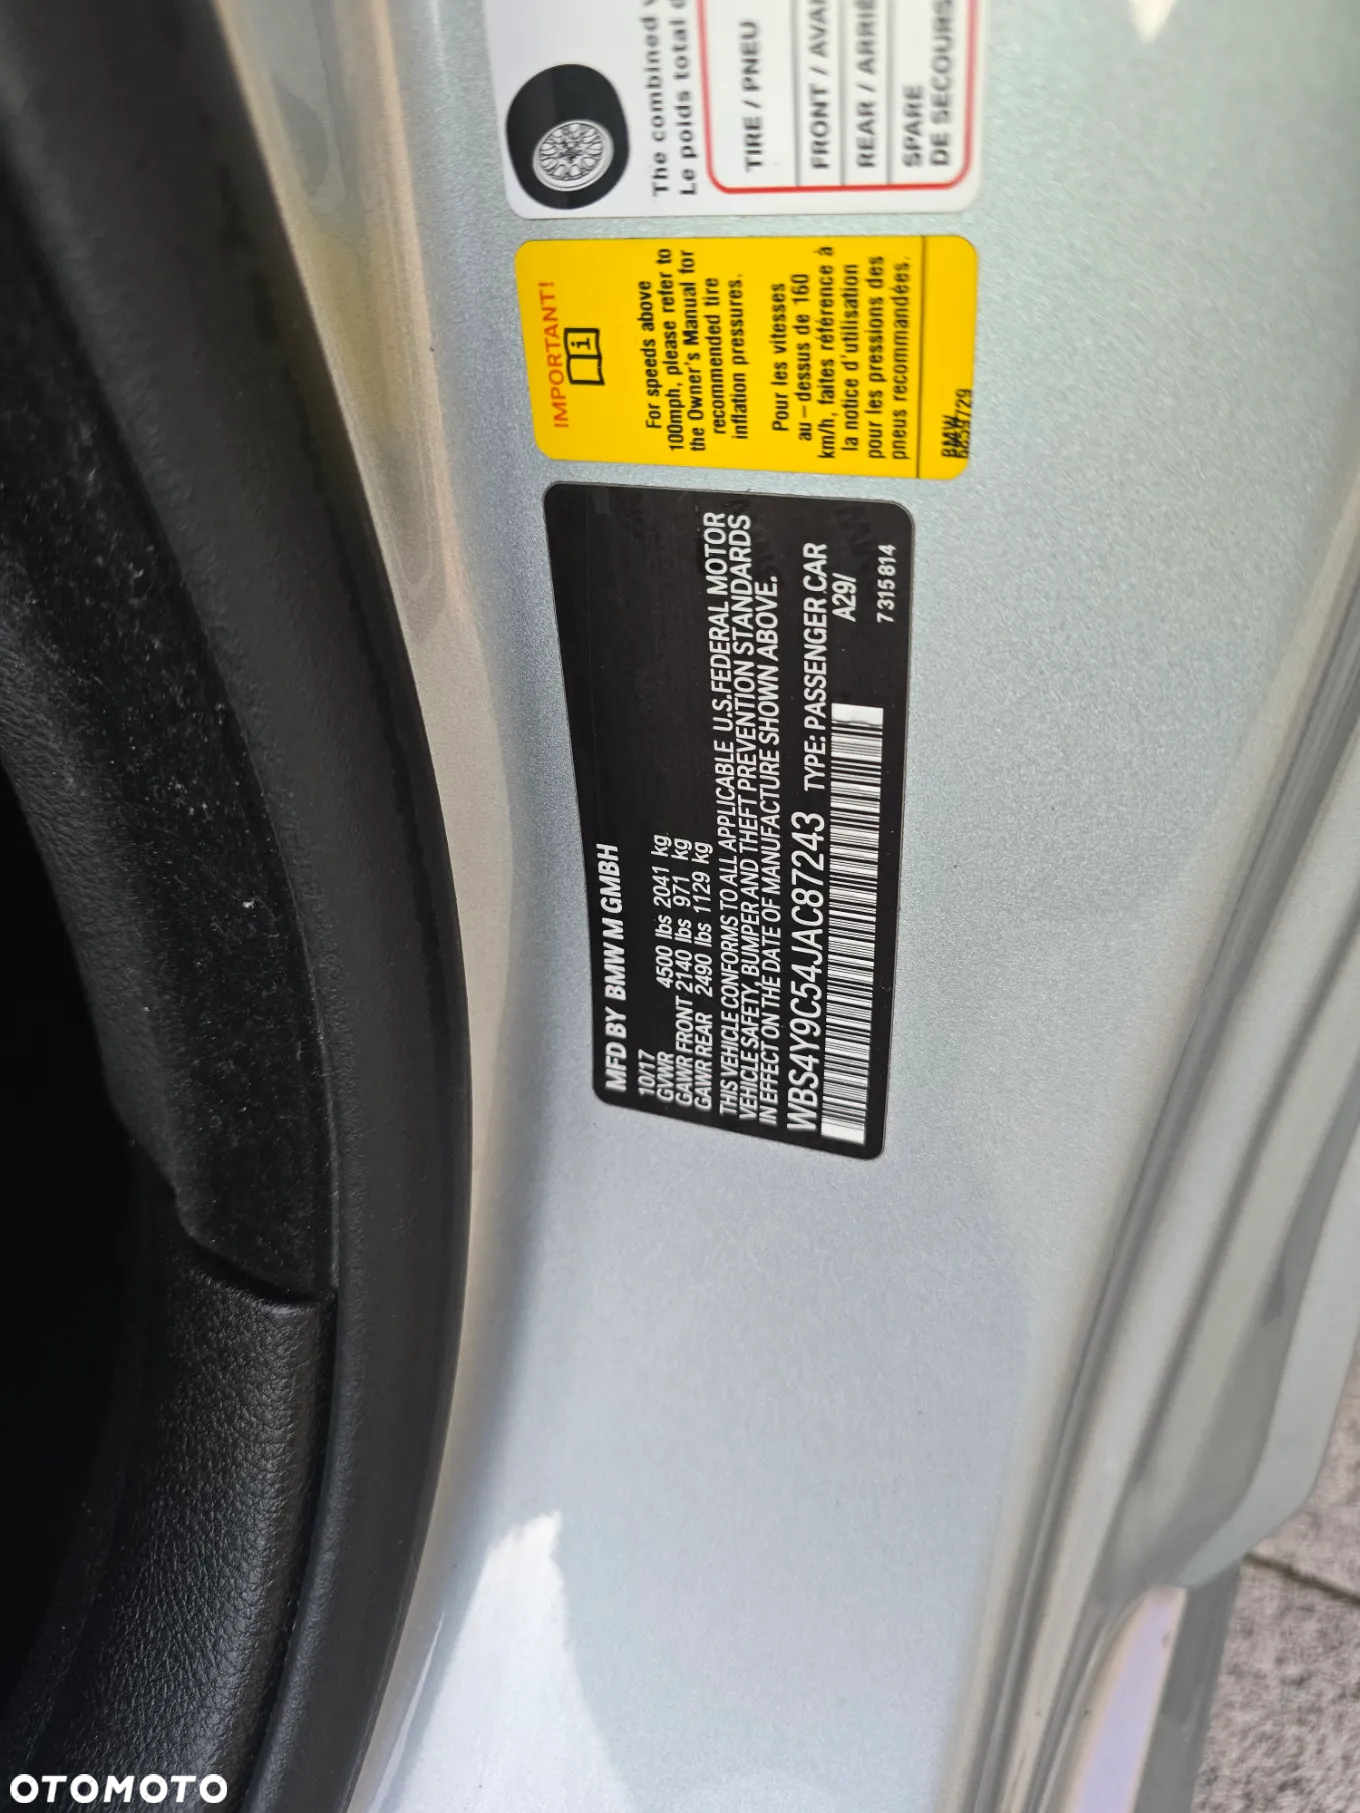 The combined
Le poids total
TIRE / PNEU
FRONT /
REAR /
SPARE
DE SECOURS
IMPORTANT!
i
For speeds above
100mph, please refer to
the Owner's Manual for
recommended tire
inflation pressures.
Pour les vitesses
au-dessus de 160
km/h, faites référence à
la notice d'utilisation
pour les pressions des
pneus recommandées.
BMW
MFD BY BMW M GMBH
10/17
GVWR 4500 lbs 2041 kg
GAWR FRONT 2140 lbs 971 kg
GAWR REAR 2490 lbs 1129 kg
THIS VEHICLE CONFORMS TO ALL APPLICABLE U.S.FEDERAL MOTOR
VEHICLE SAFETY, BUMPER AND THEFT PREVENTION STANDARDS
IN EFFECT ON THE DATE OF MANUFACTURE SHOWN ABOVE.
WBS4Y9C54JAC87243 TYPE: PASSENGER CAR
A29/
7315814
OTOMOTO